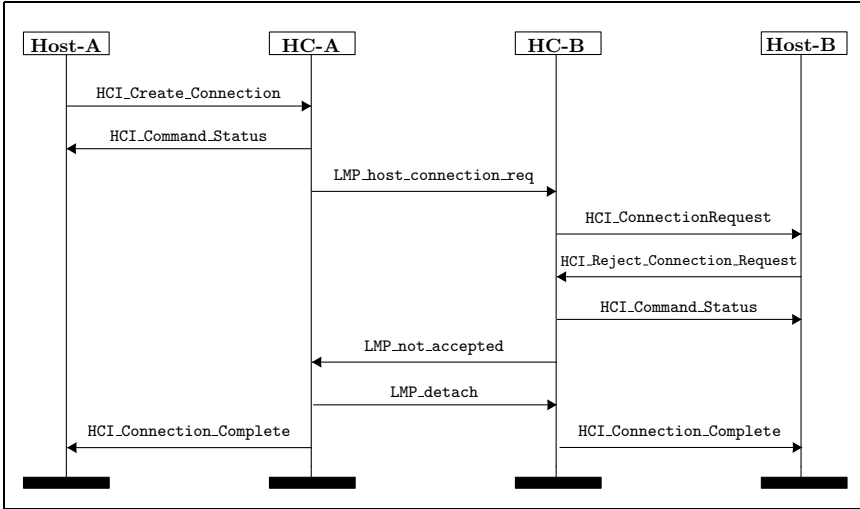 Host-A HC-A HC-B Host-B
HCI_Create_Connection
HCI_Command_Status
LMP_host_connection_req
HCI_ConnectionRequest
HCI_Reject_Connection_Request
HCI_Command_Status
LMP_not_accepted
LMP_detach
HCI_Connection_Complete HCI_Connection_Complete